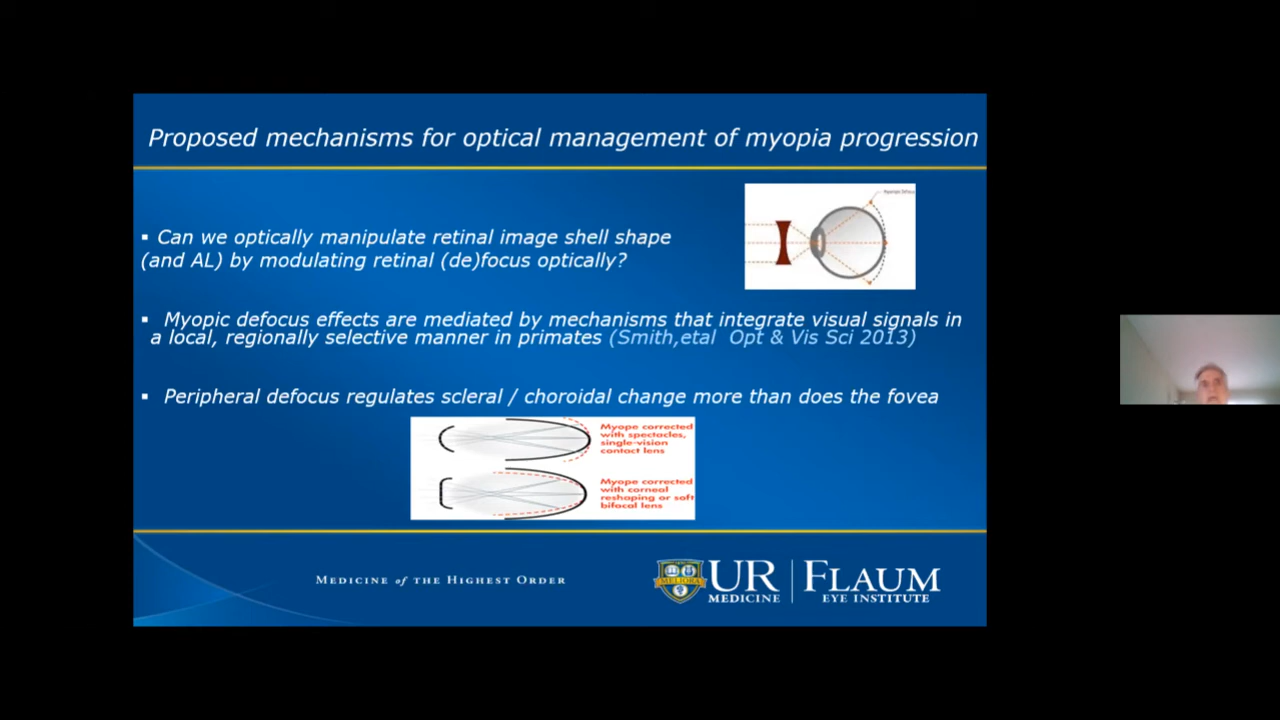 Proposed mechanisms for optical management of myopia progression
Myopic Defocus
▪ Can we optically manipulate retinal image shell shape
(and AL) by modulating retinal (de)focus optically?
▪ Myopic defocus effects are mediated by mechanisms that integrate visual signals in
a local, regionally selective manner in primates (Smith,etal Opt & Vis Sci 2013)
▪ Peripheral defocus regulates scleral / choroidal change more than does the fovea
Myope corrected
with spectacles,
single-vision
contact lens
Myope corrected
with corneal
reshaping or soft
bifocal lens
MEDICINE of THE HIGHEST ORDER
MELIORA
UR
MEDICINE
FLAUM
EYE INSTITUTE